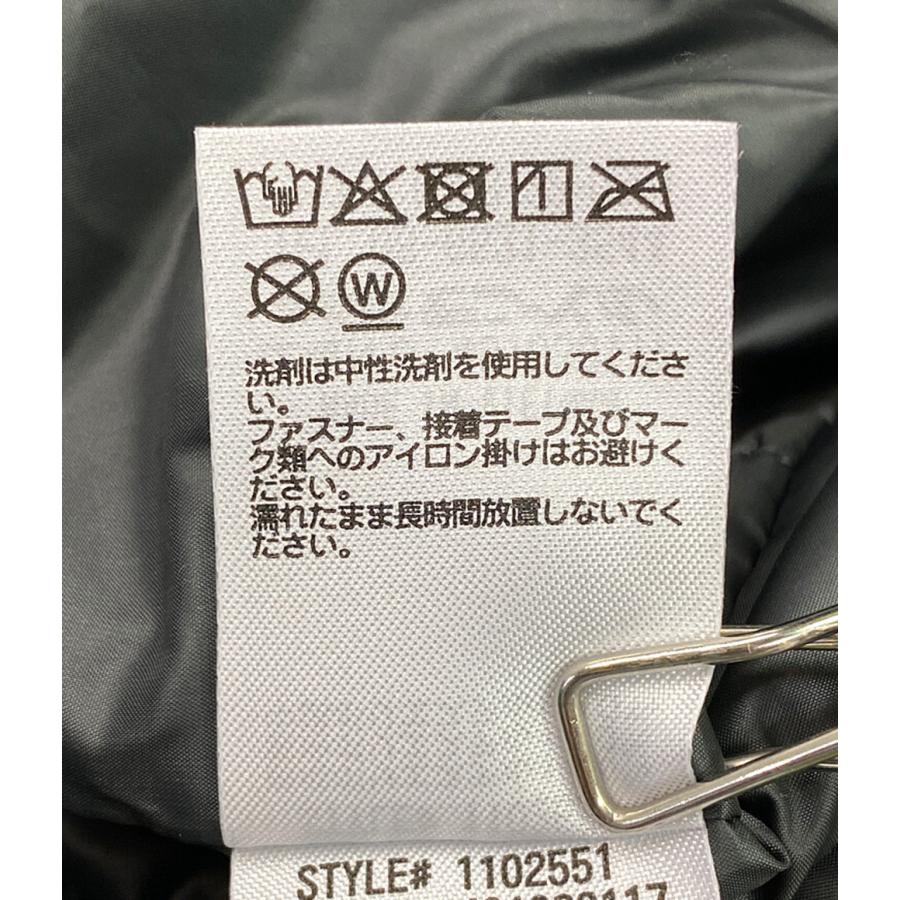 W
洗剤は中性洗剤を使用してくださ
い。
ファスナー、接着テープ及びマー
ク類へのアイロン掛けはお避けく
ださい。
濡れたまま長時間放置しないでく
ださい。
STYLE# 1102551